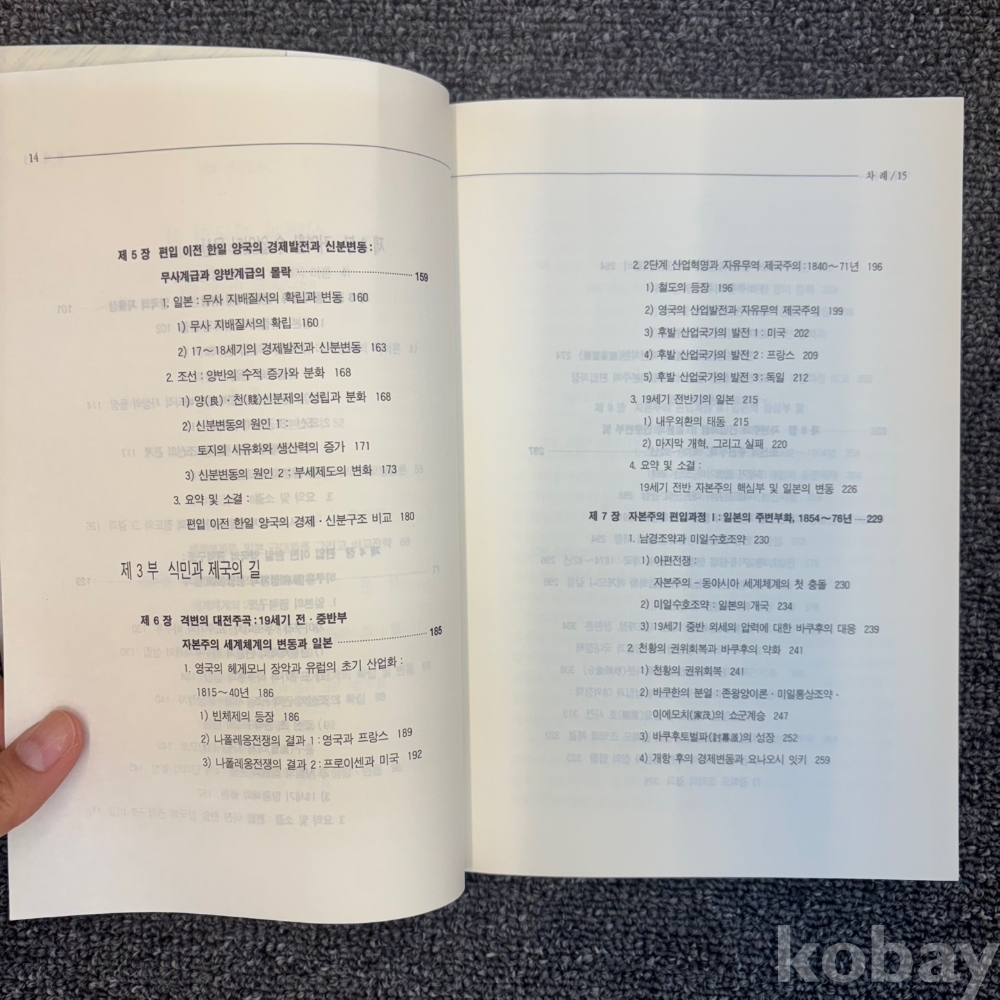 14
제 5 장 편입 이전 한일 양국의 경제발전과 신분변동 :
무사계급과 양반계급의 몰락 159
1. 일본 : 무사 지배질서의 확립과 변동 160
1) 무사 지배질서의 확립 160
2) 17～18세기의 경제발전과 신분변동 163
2. 조선 : 양반의 수적 증가와 분화 168
1) 양(良)·천(賤)신분제의 성립과 분화 168
2) 신분변동의 원인 1 :
토지의 사유화와 생산력의 증가 171
3) 신분변동의 원인 2 : 부세제도의 변화 173
3. 요약 및 소결 :
편입 이전 한일 양국의 경제·신분구조 비교 180
제 3 부 식민과 제국의 길
제 6 장 격변의 대전주곡 : 19세기 전·중반부
자본주의 세계체계의 변동과 일본 185
1. 영국의 헤게모니 장악과 유럽의 초기 산업화 :
1815～40년 186
1) 빈체제의 등장 186
2) 나폴레옹전쟁의 결과 1 : 영국과 프랑스 189
3) 나폴레옹전쟁의 결과 2 : 프로이센과 미국 192
차 례 / 15
2. 2단계 산업혁명과 자유무역 제국주의 : 1840～71년 196
1) 철도의 등장 196
2) 영국의 산업발전과 자유무역 제국주의 199
3) 후발 산업국가의 발전 1 : 미국 202
4) 후발 산업국가의 발전 2 : 프랑스 209
5) 후발 산업국가의 발전 3 : 독일 212
3. 19세기 전반기의 일본 215
1) 내우외환의 태동 215
2) 마지막 개혁, 그리고 실패 220
4. 요약 및 소결 :
19세기 전반 자본주의 핵심부 및 일본의 변동 226
제 7 장 자본주의 편입과정 I : 일본의 주변부화, 1854～76년 229
1. 남경조약과 미일수호조약 230
1) 아편전쟁 :
자본주의 - 동아시아 세계체계의 첫 충돌 230
2) 미일수호조약 : 일본의 개국 234
3) 19세기 중반 외세의 압력에 대한 바쿠후의 대응 239
2. 천황의 권위회복과 바쿠후의 약화 241
1) 천황의 권위회복 241
2) 바쿠한의 분열 : 존왕양이론·미일통상조약·
이에모치(家茂)의 쇼군계승 247
3) 바쿠후토벌파(討幕派)의 성장 252
4) 개항 후의 경제변동과 요나오시 잇키 259
kobay